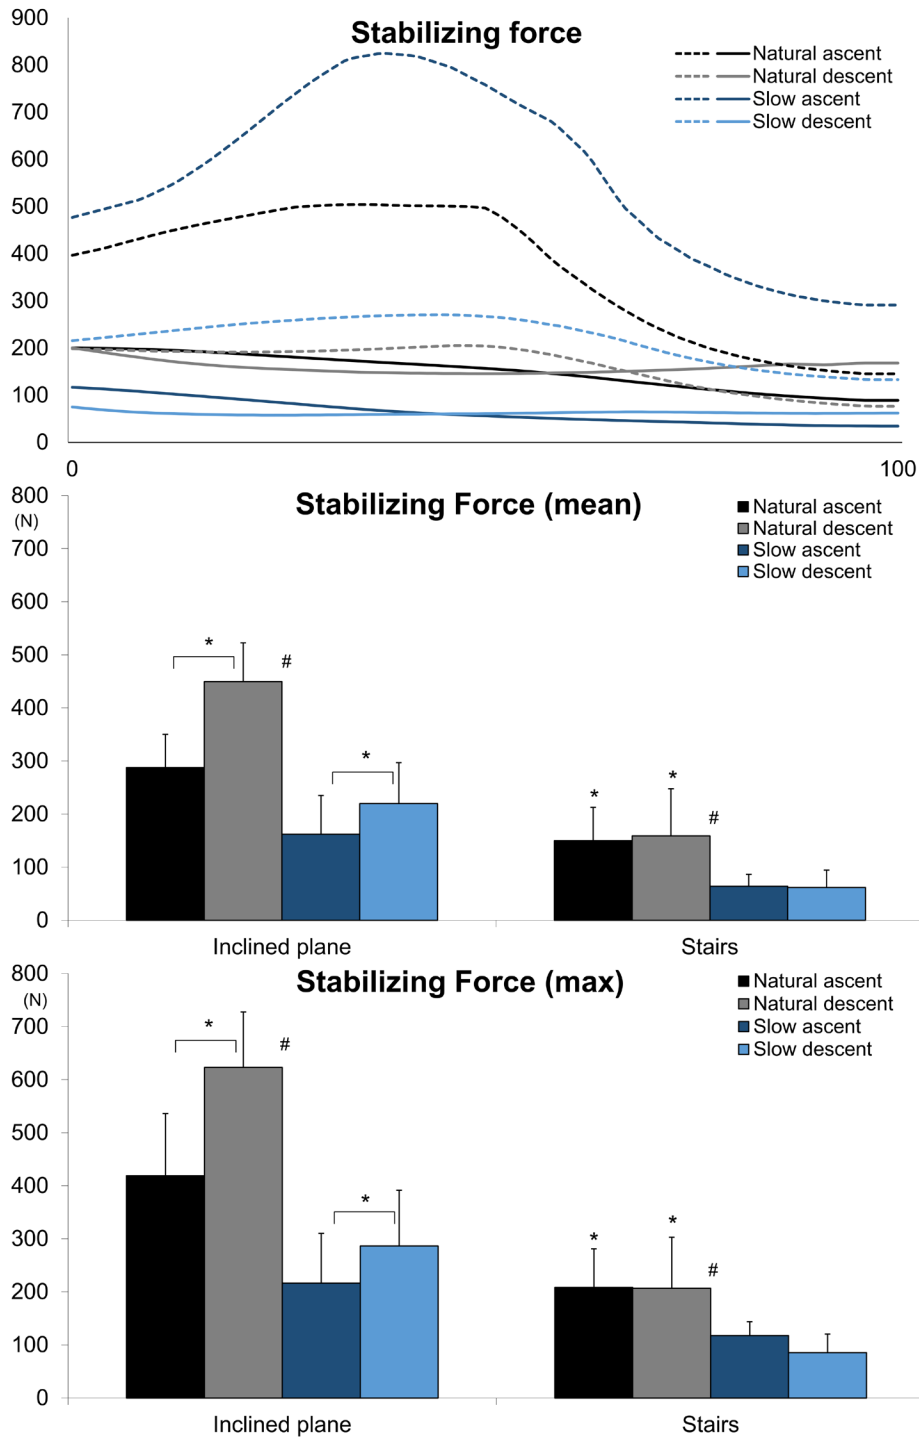 Stabilizing force
900
800
700
600
500
400
300
200
100
0
0
100
Natural ascent
Natural descent
Slow ascent
Slow descent
Stabilizing Force (mean)
800
(N)
700
600
500
400
300
200
100
0
Natural ascent
Natural descent
Slow ascent
Slow descent
*
#
*
*
*
#
Inclined plane
Stairs
Stabilizing Force (max)
800
(N)
700
600
500
400
300
200
100
0
Natural ascent
Natural descent
Slow ascent
Slow descent
*
#
*
*
*
#
Inclined plane
Stairs